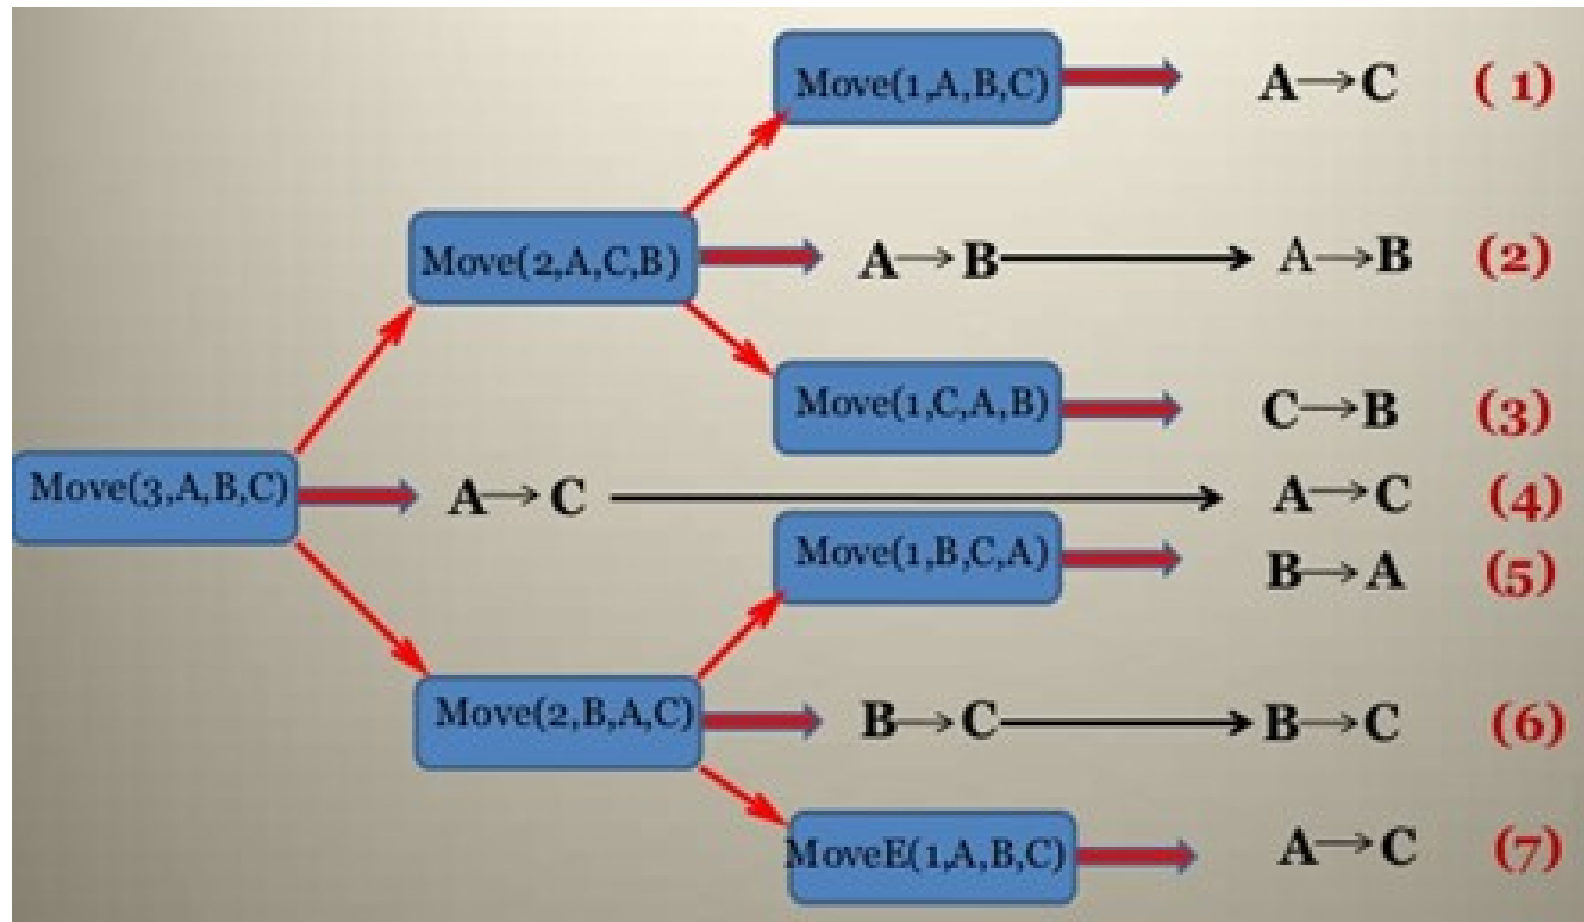 Move(1,A,B,C) A→C ( 1)
Move(2,A,C,B) A→B A→B (2)
Move(1,C,A,B) C→B (3)
Move(3,A,B,C) A→C A→C (4)
Move(1,B,C,A) B→A (5)
Move(2,B,A,C) B→C B→C (6)
MoveE(1,A,B,C) A→C (7)